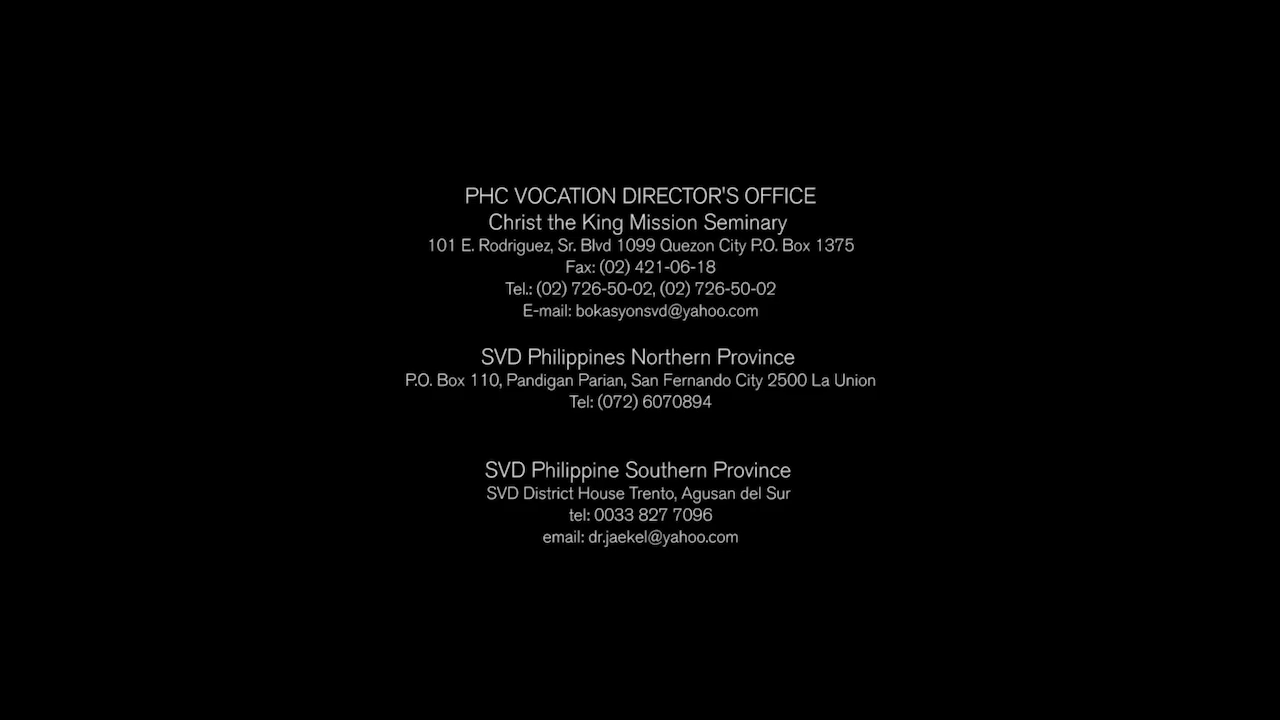 PHC VOCATION DIRECTOR'S OFFICE
Christ the King Mission Seminary
101 E. Rodriguez, Sr. Blvd 1099 Quezon City P.O. Box 1375
Fax: (02) 421-06-18
Tel.: (02) 726-50-02, (02) 726-50-02
E-mail: bokasyonsvd@yahoo.com
SVD Philippines Northern Province
P.O. Box 110, Pandigan Parian, San Fernando City 2500 La Union
Tel: (072) 6070894
SVD Philippine Southern Province
SVD District House Trento, Agusan del Sur
tel: 0033 827 7096
email: dr.jaekel@yahoo.com